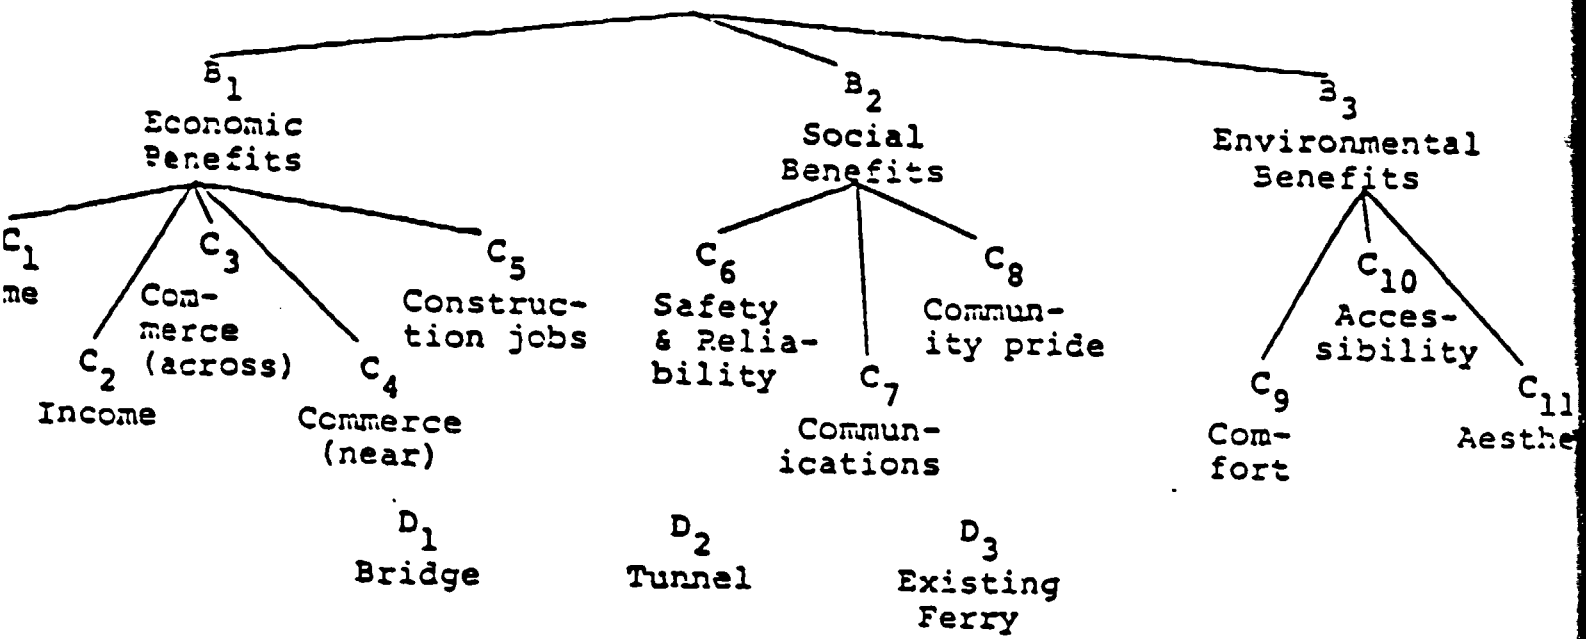 B1
Economic
Benefits
B2
Social
Benefits
B3
Environmental
Benefits
C1
me
C2
Income
C3
Com-
merce
(across)
C4
Commerce
(near)
C5
Construc-
tion jobs
C6
Safety
& Relia-
bility
C7
Commun-
ications
C8
Commun-
ity pride
C9
Com-
fort
C10
Acces-
sibility
C11
Aesthe
D1
Bridge
D2
Tunnel
D3
Existing
Ferry